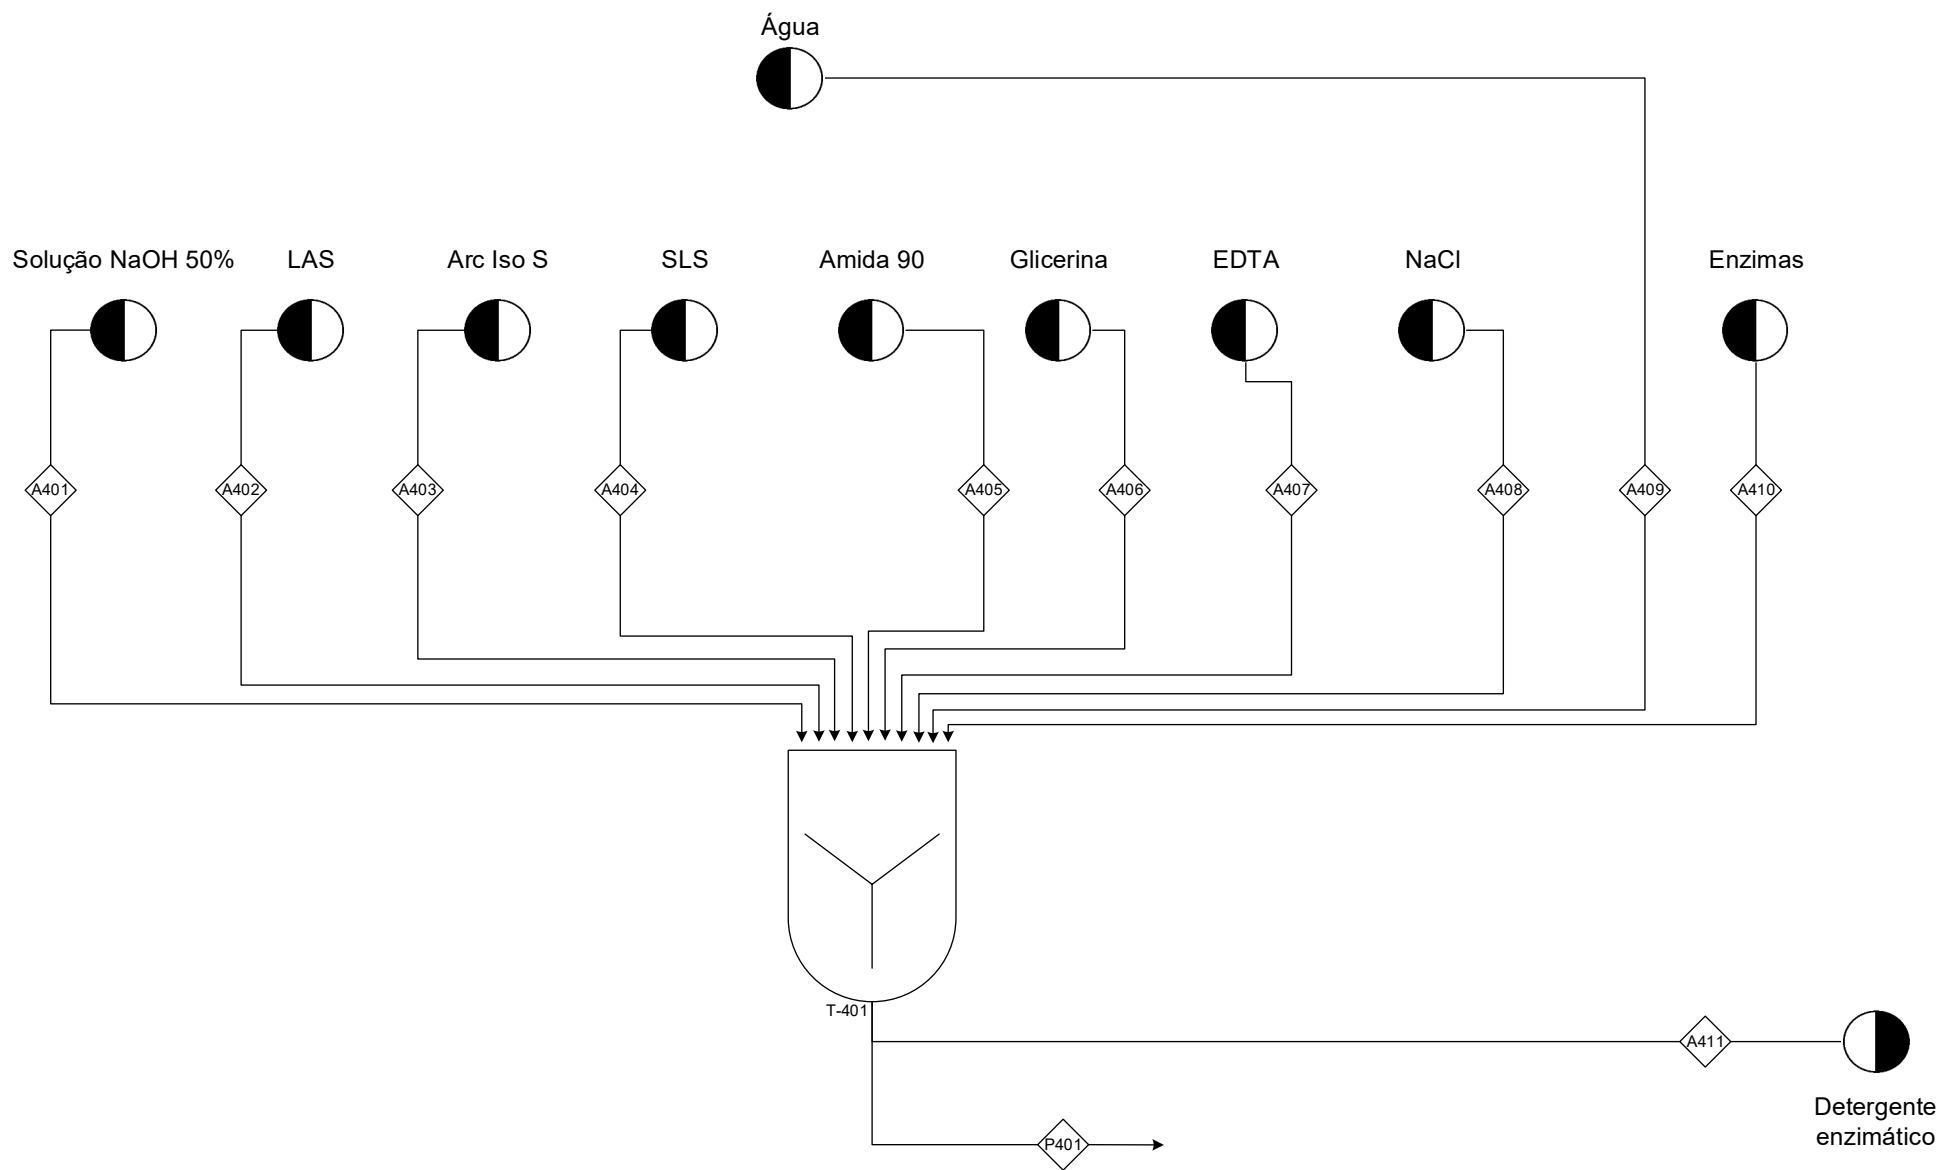 Água
Solução NaOH 50%
LAS
Arc Iso S
SLS
Amida 90
Glicerina
EDTA
NaCl
Enzimas
A401
A402
A403
A404
A405
A406
A407
A408
A409
A410
T-401
A411
Detergente
enzimático
P401